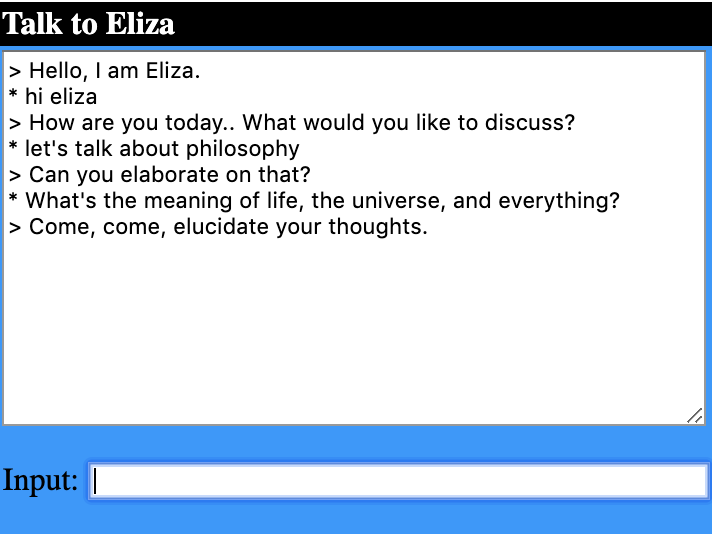 Talk to Eliza
> Hello, I am Eliza.
* hi eliza
> How are you today.. What would you like to discuss?
* let's talk about philosophy
> Can you elaborate on that?
* What's the meaning of life, the universe, and everything?
> Come, come, elucidate your thoughts.
Input: